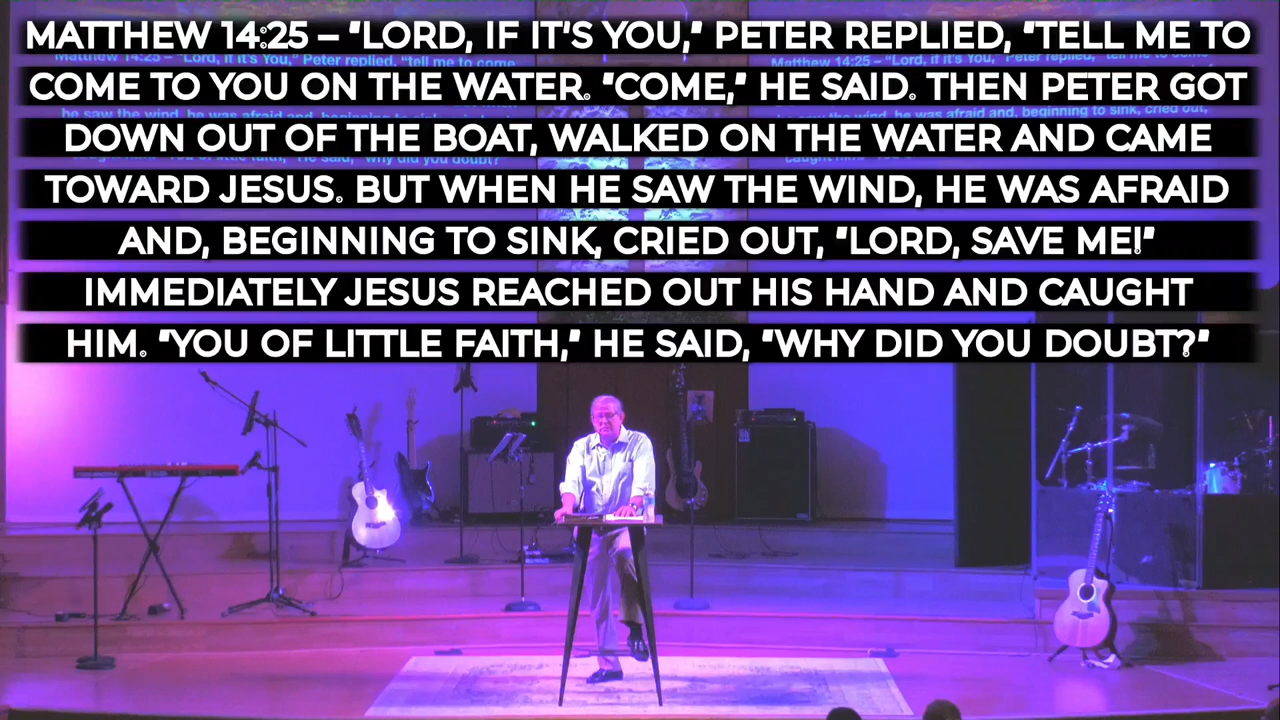 MATTHEW 14:25 – "LORD, IF IT'S YOU," PETER REPLIED, "TELL ME TO
COME TO YOU ON THE WATER. "COME," HE SAID. THEN PETER GOT
DOWN OUT OF THE BOAT, WALKED ON THE WATER AND CAME
TOWARD JESUS. BUT WHEN HE SAW THE WIND, HE WAS AFRAID
AND, BEGINNING TO SINK, CRIED OUT, "LORD, SAVE ME!"
IMMEDIATELY JESUS REACHED OUT HIS HAND AND CAUGHT
HIM. "YOU OF LITTLE FAITH," HE SAID, "WHY DID YOU DOUBT?"